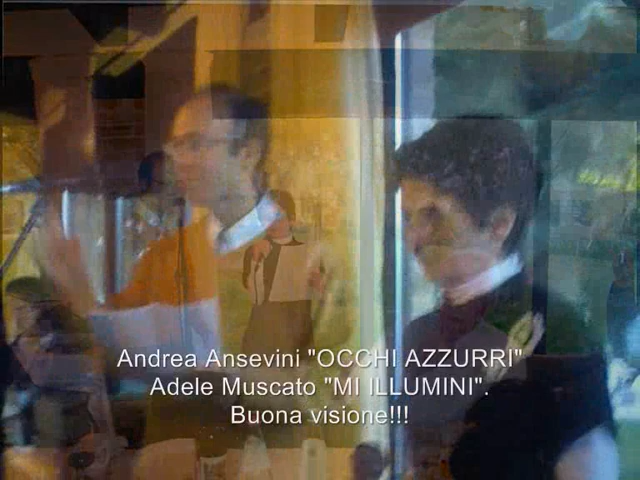 Andrea Ansevini "OCCHI AZZURRI"
Adele Muscato "MI ILLUMINI".
Buona visione!!!